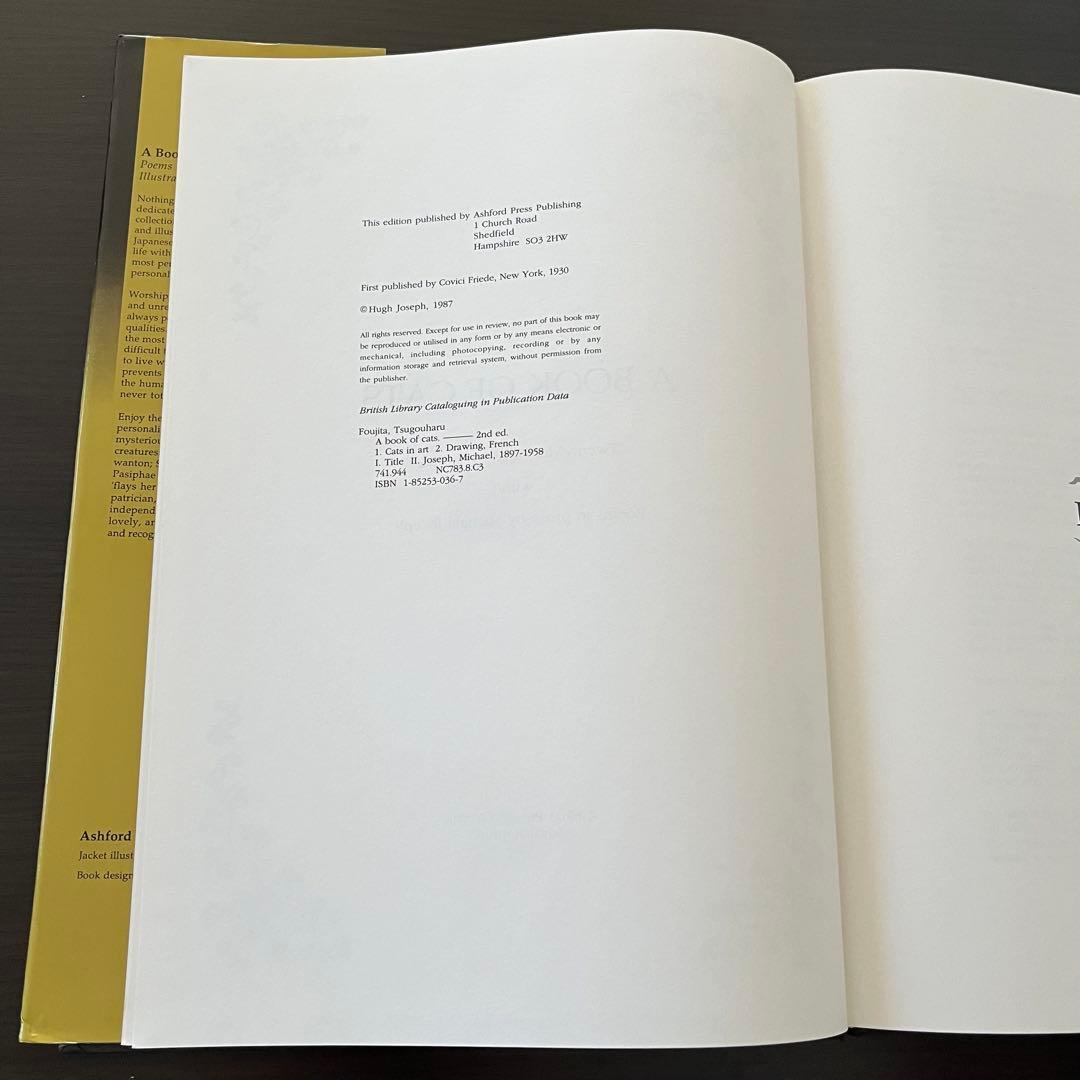 A Boo
Poems
Illustra
Nothing
dedicate
collectio
and illus
Japanese
life with
most per
personal
Worship
and unre
always p
qualities.
the most
difficult t
to live w
prevents
the huma
never tot
Enjoy the
personali
mysteriou
creatures
wanton; S
Pasiphae
'flays her
patrician,
independ
lovely, an
and recog
Ashford
Jacket illust
Book design
This edition published by Ashford Press Publishing
1 Church Road
Shedfield
Hampshire SO3 2HW
First published by Covici Friede, New York, 1930
© Hugh Joseph, 1987
All rights reserved. Except for use in review, no part of this book may
be reproduced or utilised in any form or by any means electronic or
mechanical, including photocopying, recording or by any
information storage and retrieval system, without permission from
the publisher.
British Library Cataloguing in Publication Data
Foujita, Tsugouharu
A book of cats. —— 2nd ed.
1. Cats in art 2. Drawing, French
I. Title II. Joseph, Michael, 1897-1958
741.944 NC783.8.C3
ISBN 1-85253-036-7